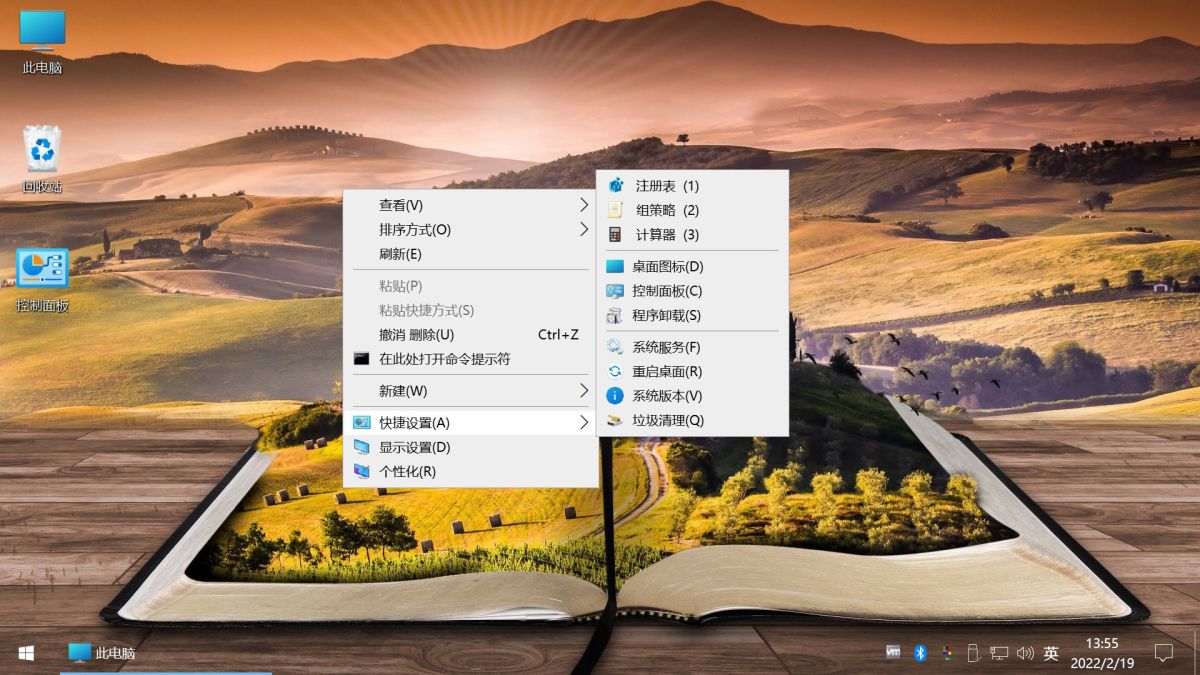 此电脑
回收站
控制面板
查看(V)
排序方式(O)
刷新(E)
粘贴(P)
粘贴快捷方式(S)
撤消 删除(U) Ctrl+Z
在此处打开命令提示符
新建(W)
快捷设置(A)
显示设置(D)
个性化(R)
注册表 (1)
组策略 (2)
计算器 (3)
桌面图标(D)
控制面板(C)
程序卸载(S)
系统服务(F)
重启桌面(R)
系统版本(V)
垃圾清理(Q)
此电脑
vm
英
13:55
2022/2/19